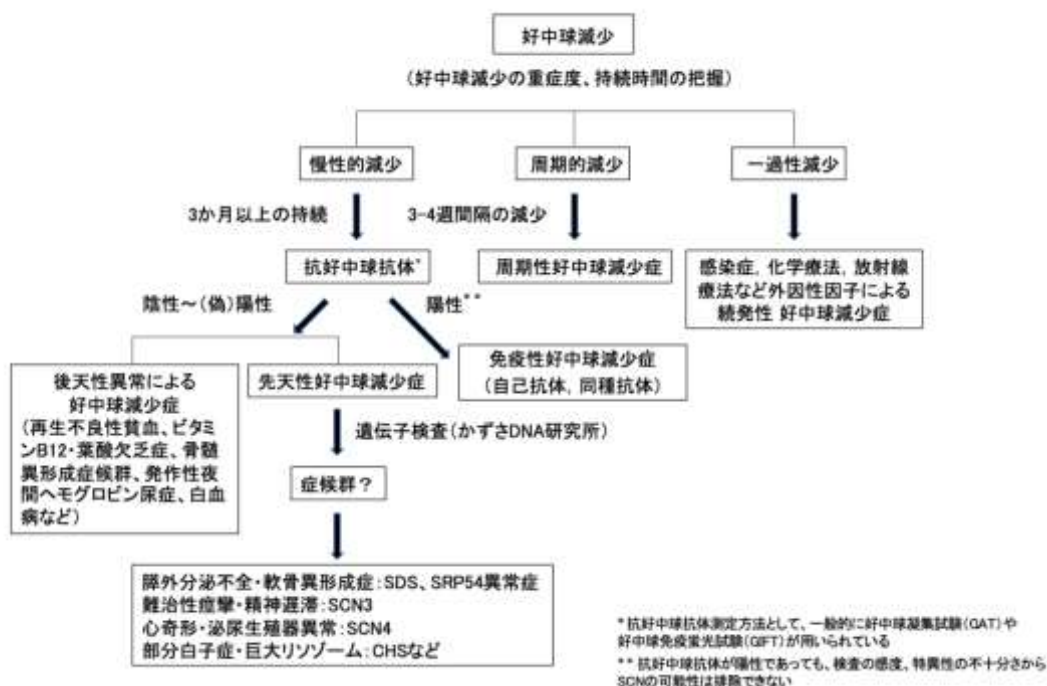 好中球減少
(好中球減少の重症度、持続時間の把握)
慢性的減少
周期的減少
一過性減少
3か月以上の持続
3-4週間隔の減少
抗好中球抗体*
周期性好中球減少症
感染症, 化学療法, 放射線
療法など外因性因子による
続発性 好中球減少症
陰性～(偽)陽性
陽性**
後天性異常による
好中球減少症
(再生不良性貧血、ビタミ
ンB12・葉酸欠乏症、骨髄
異形成症候群、発作性夜
間ヘモグロビン尿症、白血
病など)
先天性好中球減少症
免疫性好中球減少症
(自己抗体, 同種抗体)
遺伝子検査(かずさDNA研究所)
症候群？
膵外分泌不全・軟骨異形成症：SDS、SRP54異常症
難治性痙攣・精神遅滞：SCN3
心奇形・泌尿生殖器異常：SCN4
部分白子症・巨大リソゾーム：CHSなど
* 抗好中球抗体測定方法として、一般的に好中球凝集試験(GAT)や
好中球免疫蛍光試験(GIFT)が用いられている
** 抗好中球抗体が陽性であっても、検査の感度、特異性の不十分さから
SCNの可能性は排除できない